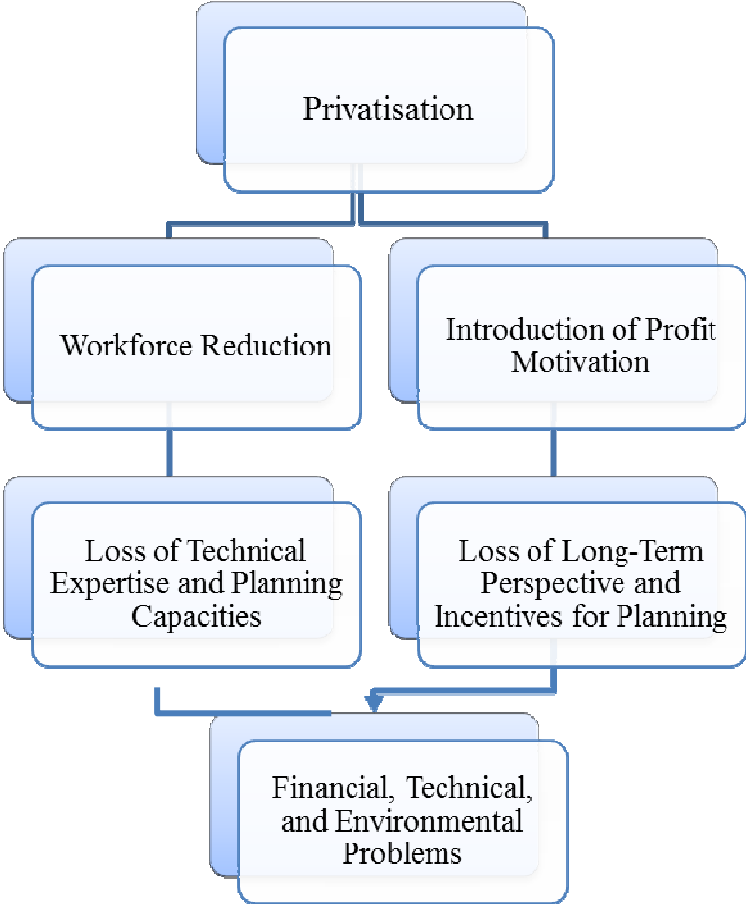 Privatisation
Workforce Reduction
Introduction of Profit
Motivation
Loss of Technical
Expertise and Planning
Capacities
Loss of Long-Term
Perspective and
Incentives for Planning
Financial, Technical,
and Environmental
Problems